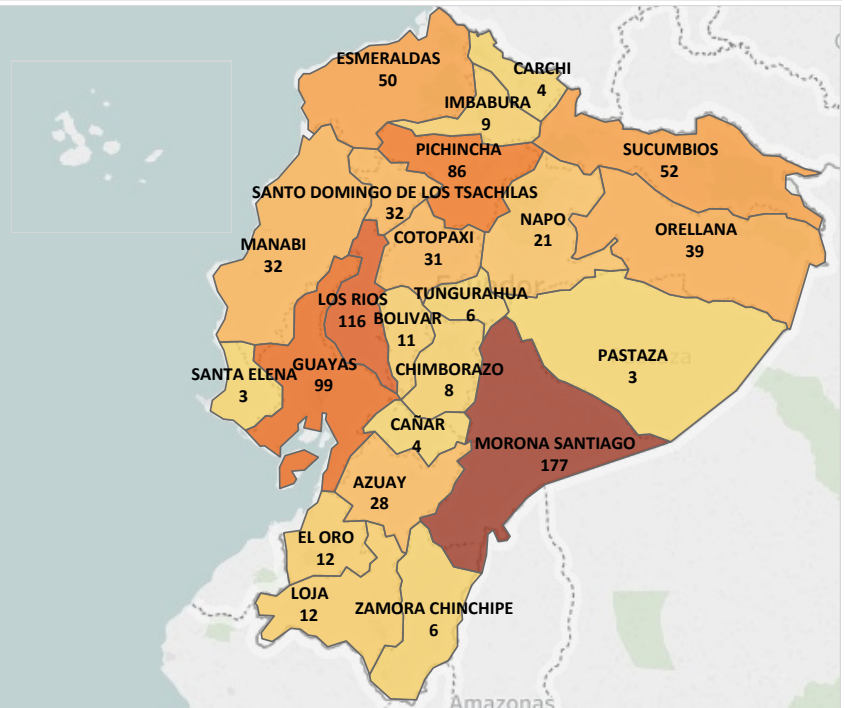 ESMERALDAS
50
CARCHI
4
IMBABURA
9
PICHINCHA
86
SUCUMBIOS
52
SANTO DOMINGO DE LOS TSACHILAS
32
NAPO
21
ORELLANA
39
MANABI
32
COTOPAXI
31
Ecuador
TUNGURAHUA
6
LOS RIOS
116
BOLIVAR
11
PASTAZA
3
SANTA ELENA
3
GUAYAS
99
CHIMBORAZO
8
CAÑAR
4
MORONA SANTIAGO
177
AZUAY
28
EL ORO
12
LOJA
12
ZAMORA CHINCHIPE
6
Amazonas